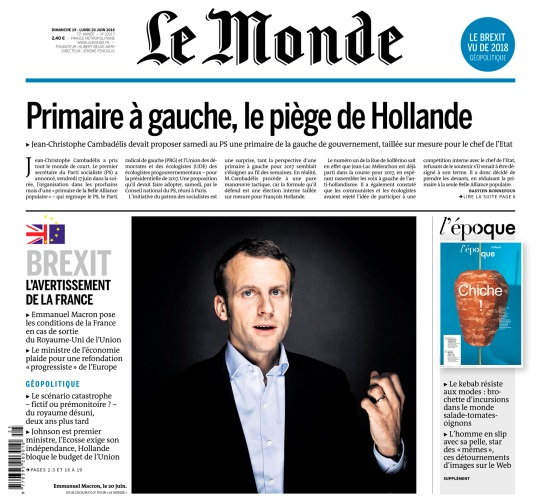 DIMANCHE 19 - LUNDI 20 JUIN 2016
72E ANNÉE
2,40 € - FRANCE MÉTROPOLITAINE
WWW.LEMONDE.FR
FONDATEUR : HUBERT BEUVE-MÉRY
DIRECTEUR : JÉRÔME FENOGLIO
Le Monde
LE BREXIT
VU DE 2018
GÉOPOLITIQUE
Primaire à gauche, le piège de Hollande
▶ Jean-Christophe Cambadélis devait proposer samedi au PS une primaire de la gauche de gouvernement, taillée sur mesure pour le chef de l'Etat
Jean-Christophe Cambadélis a pris
tout le monde de court. Le premier
secrétaire du Parti socialiste (PS) a
annoncé, vendredi 17 juin dans la soi-
rée, l'organisation dans les prochains
mois d'une « primaire de la Belle Alliance
populaire » – qui regroupe le PS, le Parti
radical de gauche (PRG) et l'Union des dé-
mocrates et des écologistes (UDE) des
écologistes progouvernementaux – pour
la présidentielle de 2017. Une proposition
qu'il devait faire adopter, samedi, par le
conseil national du PS, réuni à Paris.
L'initiative du patron des socialistes est
une surprise, tant la perspective d'une
primaire à gauche pour 2017 semblait
s'éloigner au fil des semaines. En réalité,
M. Cambadélis procède à une pure
manœuvre tactique, car la formule qu'il
défend est une élection interne taillée
sur mesure pour François Hollande.
Le numéro un de la Rue de Solférino sait
en effet que Jean-Luc Mélenchon est déjà
parti dans la course pour 2017, en espé-
rant rassembler les voix à gauche de l'an-
ti-hollandisme. Il a également constaté
que les communistes et les écologistes
avaient rejeté l'idée de participer à une
compétition interne avec le chef de l'Etat,
refusant de le soutenir s'il venait à être dé-
signé à son terme. Il a donc décidé de
prendre les devants, en réduisant la pri-
maire à la seule Belle Alliance populaire.
BASTIEN BONNEFOUS
→ LIRE LA SUITE PAGE 8
BREXIT
L'AVERTISSEMENT
DE LA FRANCE
▶ Emmanuel Macron pose
les conditions de la France
en cas de sortie
du Royaume-Uni de l'Union
▶ Le ministre de l'économie
plaide pour une refondation
« progressiste » de l'Europe
GÉOPOLITIQUE
▶ Le scénario catastrophe
– fictif ou prémonitoire ? –
du royaume désuni,
deux ans plus tard
▶ Johnson est premier
ministre, l'Ecosse exige son
indépendance, Hollande
bloque le budget de l'Union
→ PAGES 2-3 ET 16 À 19
Emmanuel Macron, le 20 juin.
l'époque
l'épo
que
Chiche
!
▶ Le kebab résiste
aux modes : bro-
chette d'incursions
dans le monde
salade-tomates-
oignons
▶ L'homme en slip
avec sa pelle, star
des « mèmes »,
ces détournements
d'images sur le Web
SUPPLÉMENT